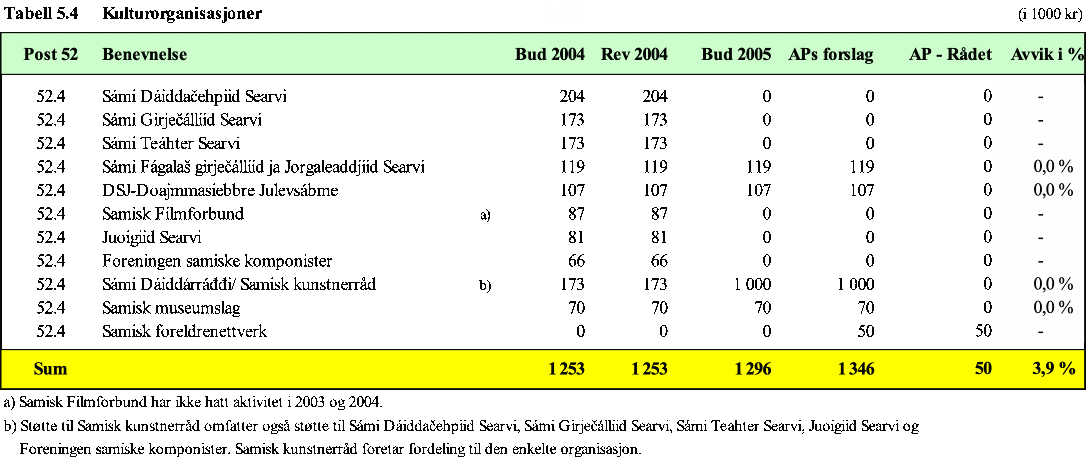 Tabell 5.4 Kulturorganisasjoner (i 1000 kr)
Post 52 Benevnelse Bud 2004 Rev 2004 Bud 2005 APs forslag AP - Rådet Avvik i %
52.4 Sámi Dáiddačehpiid Searvi 204 204 0 0 0 -
52.4 Sámi Girječálliid Searvi 173 173 0 0 0 -
52.4 Sámi Teáhter Searvi 173 173 0 0 0 -
52.4 Sámi Fágalaš girječálliid ja Jorgaleaddjiid Searvi 119 119 119 119 0 0,0 %
52.4 DSJ-Doajmmasiebbre Julevsábme 107 107 107 107 0 0,0 %
52.4 Samisk Filmforbund a) 87 87 0 0 0 -
52.4 Juoigiid Searvi 81 81 0 0 0 -
52.4 Foreningen samiske komponister 66 66 0 0 0 -
52.4 Sámi Dáiddárráđđi/ Samisk kunstnerråd b) 173 173 1 000 1 000 0 0,0 %
52.4 Samisk museumslag 70 70 70 70 0 0,0 %
52.4 Samisk foreldrenettverk 0 0 0 50 50 -
Sum 1 253 1 253 1 296 1 346 50 3,9 %
a) Samisk Filmforbund har ikke hatt aktivitet i 2003 og 2004.
b) Støtte til Samisk kunstnerråd omfatter også støtte til Sámi Dáiddačehpiid Searvi, Sámi Girječálliid Searvi, Sámi Teahter Searvi, Juoigiid Searvi og
Foreningen samiske komponister. Samisk kunstnerråd foretar fordeling til den enkelte organisasjon.